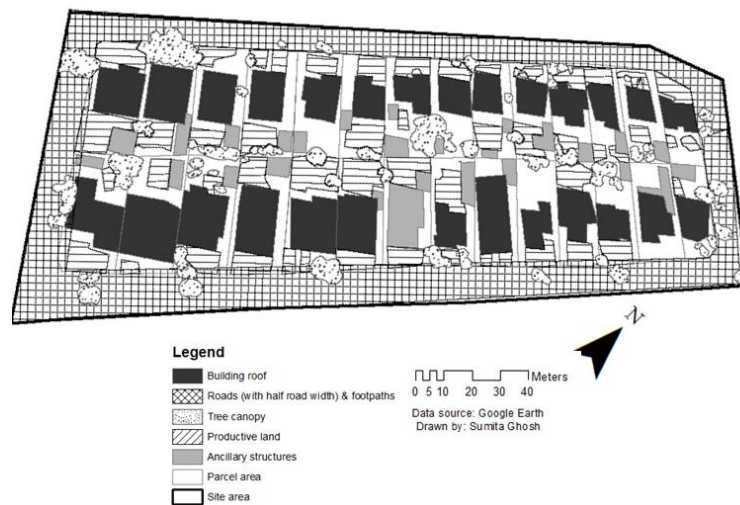 N
Legend
Building roof
Roads (with half road width) & footpaths
Tree canopy
Productive land
Ancillary structures
Parcel area
Site area
Meters
0 5 10 20 30 40
Data source: Google Earth
Drawn by: Sumita Ghosh